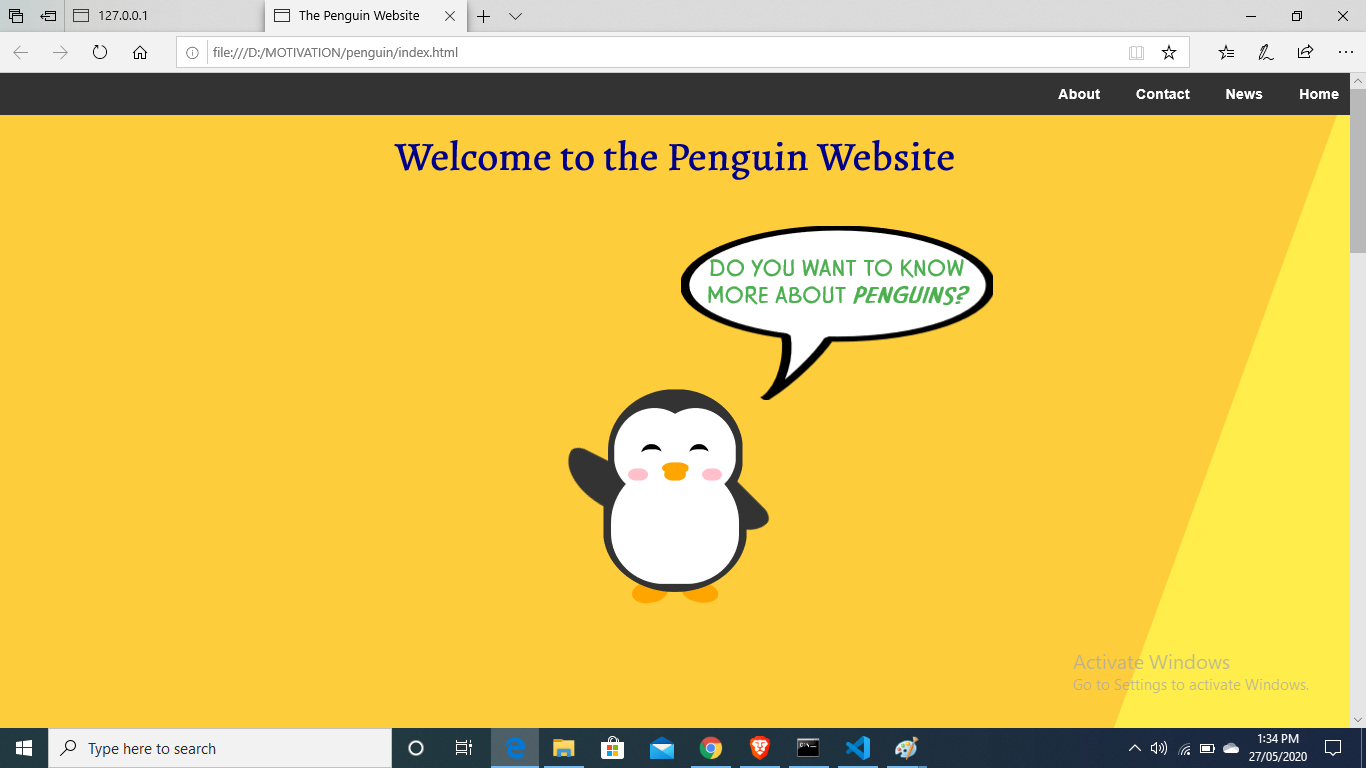 127.0.0.1
The Penguin Website
file:///D:/MOTIVATION/penguin/index.html
About Contact News Home
Welcome to the Penguin Website
DO YOU WANT TO KNOW
MORE ABOUT PENGUINS?
Activate Windows
Go to Settings to activate Windows.
Type here to search
1:34 PM
27/05/2020